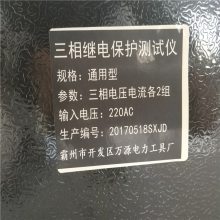 三相继电保护测试仪
规格：通用型
参数：三相电压电流各2组
输入电压：220AC
生产编号：20170518SXJD
霸州市开发区万源电力工具厂